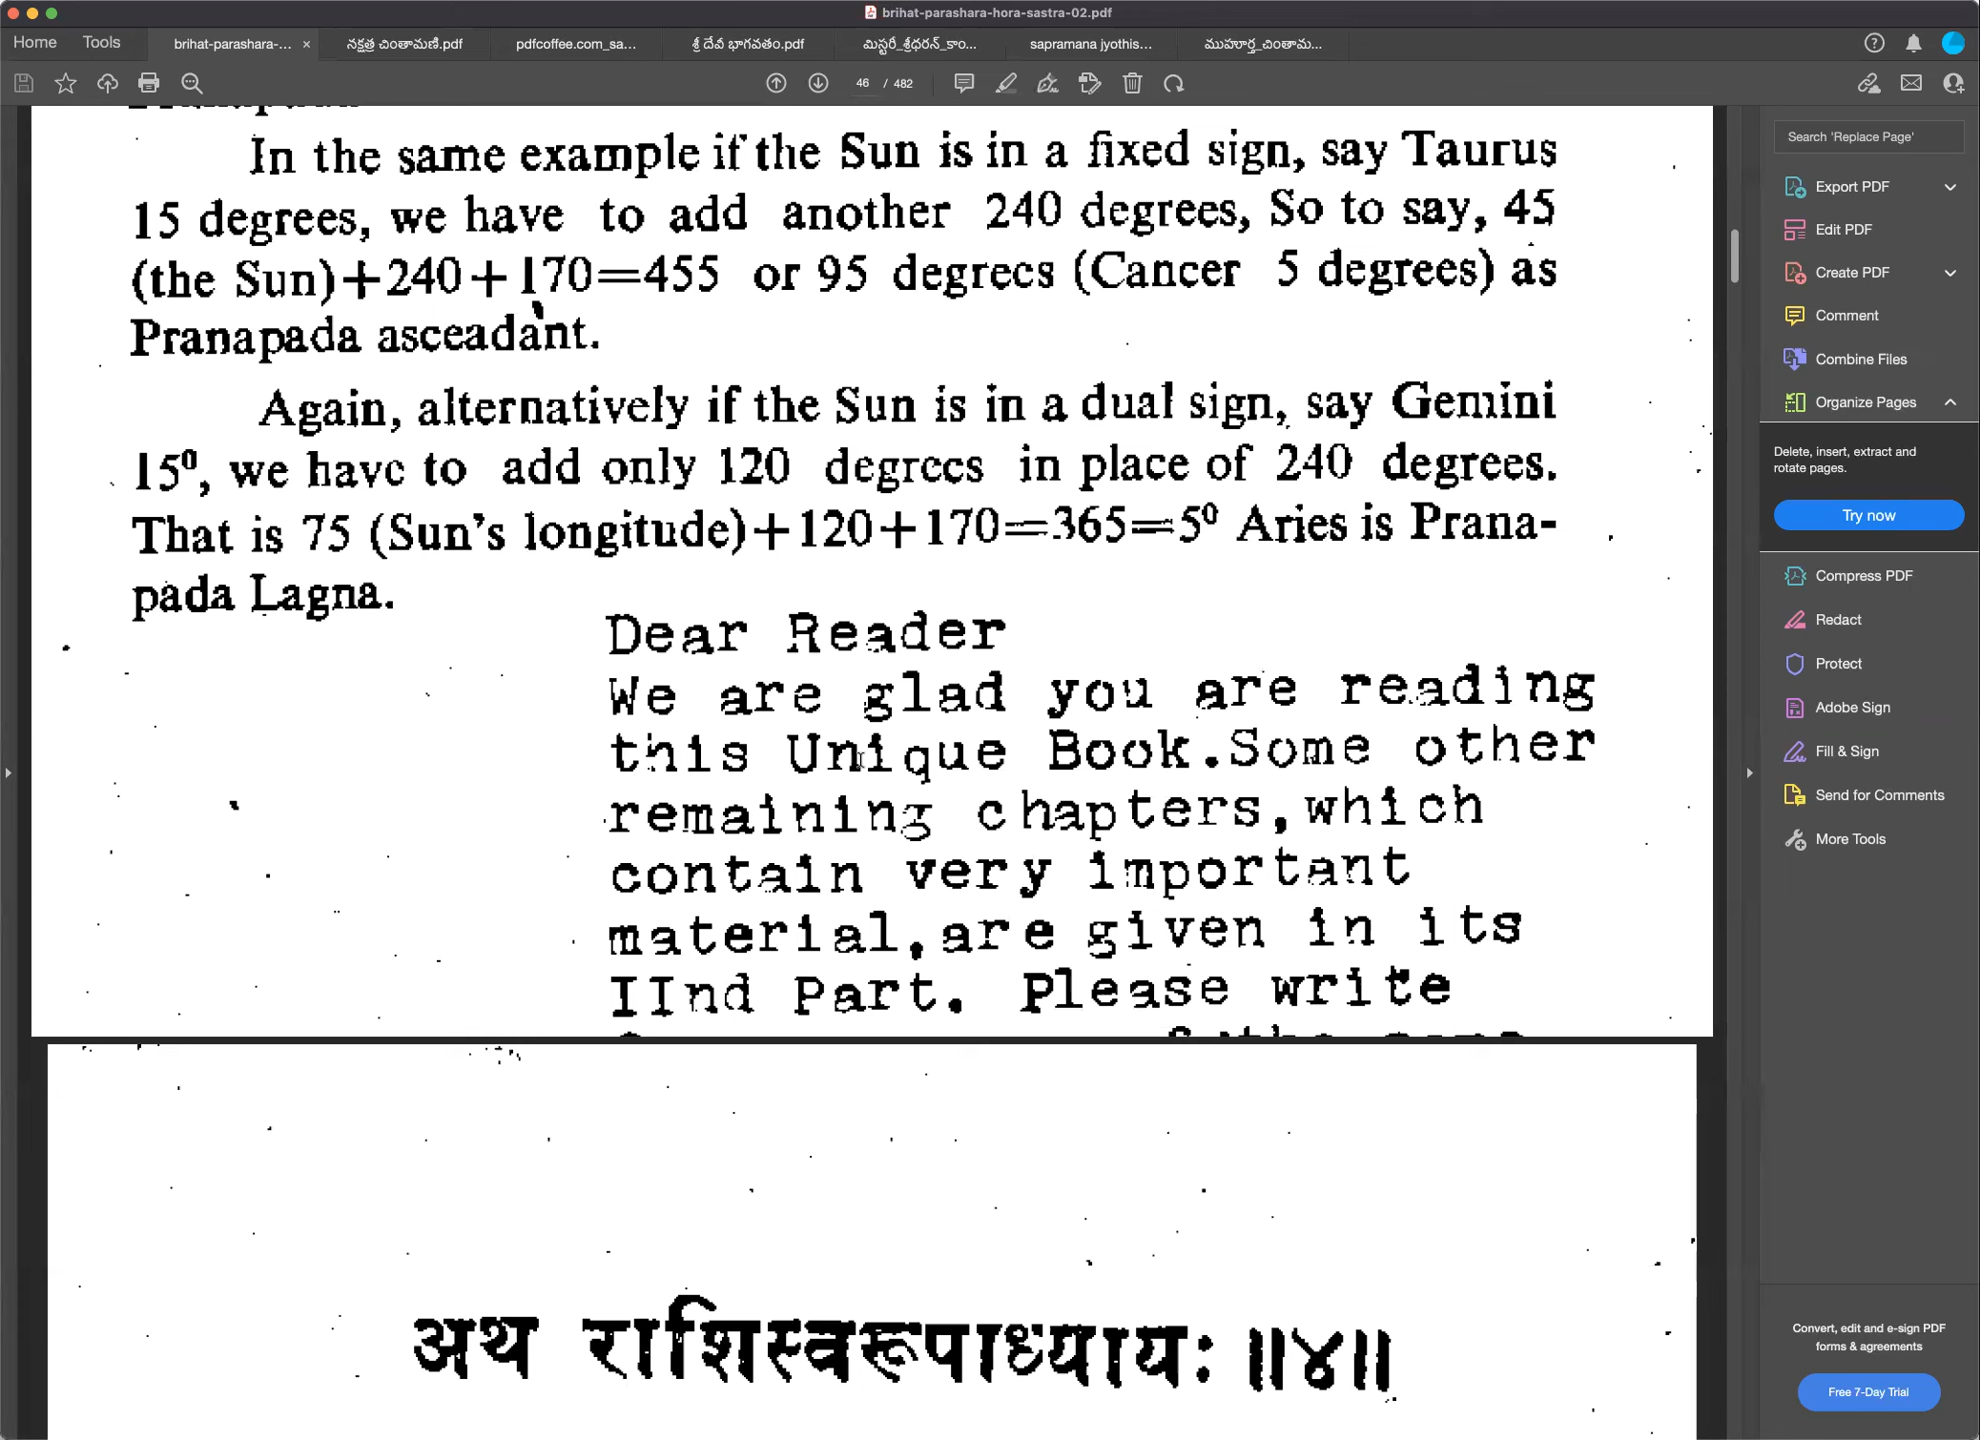 brihat-parashara-hora-sastra-02.pdf
Home
Tools
brihat-parashara-...
నక్షత్ర చింతామణి.pdf
pdfcoffee.com_sa...
శ్రీ దేవీ భాగవతం.pdf
మిస్టరీ_శ్రీధరన్_కాం...
sapramana jyothis...
ముహూర్త_చింతామ...
46 / 482
In the same example if the Sun is in a fixed sign, say Taurus
15 degrees, we have to add another 240 degrees, So to say, 45
(the Sun)+240+170=455 or 95 degrees (Cancer 5 degrees) as
Pranapada asceadant.
Again, alternatively if the Sun is in a dual sign, say Gemini
15⁰, we have to add only 120 degrees in place of 240 degrees.
That is 75 (Sun's longitude)+120+170=365=5⁰ Aries is Prana-
pada Lagna.
Dear Reader
We are glad you are reading
this Unique Book.Some other
remaining chapters,which
contain very important
material,are given in its
IInd Part. Please write
अथ राशिस्वरूपाध्यायः ॥४॥
Search 'Replace Page'
Export PDF
Edit PDF
Create PDF
Comment
Combine Files
Organize Pages
Delete, insert, extract and
rotate pages.
Try now
Compress PDF
Redact
Protect
Adobe Sign
Fill & Sign
Send for Comments
More Tools
Convert, edit and e-sign PDF
forms & agreements
Free 7-Day Trial